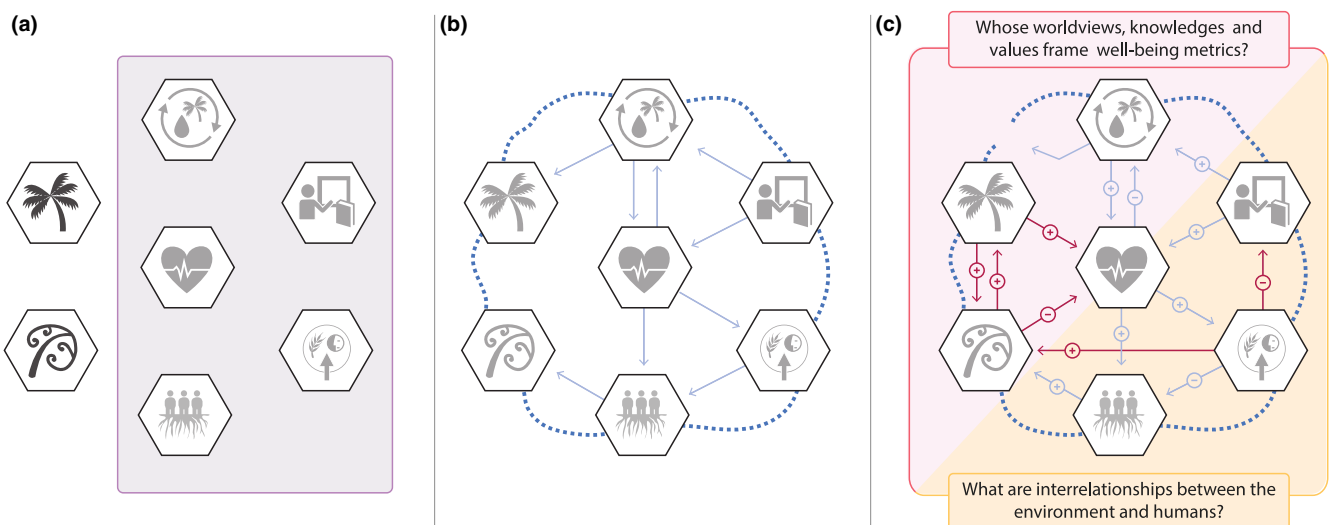 (a)
(b)
(c)
Whose worldviews, knowledges and
values frame well-being metrics?
+
−
+
+
+
+
+
−
−
+
+
+
+
−
What are interrelationships between the
environment and humans?